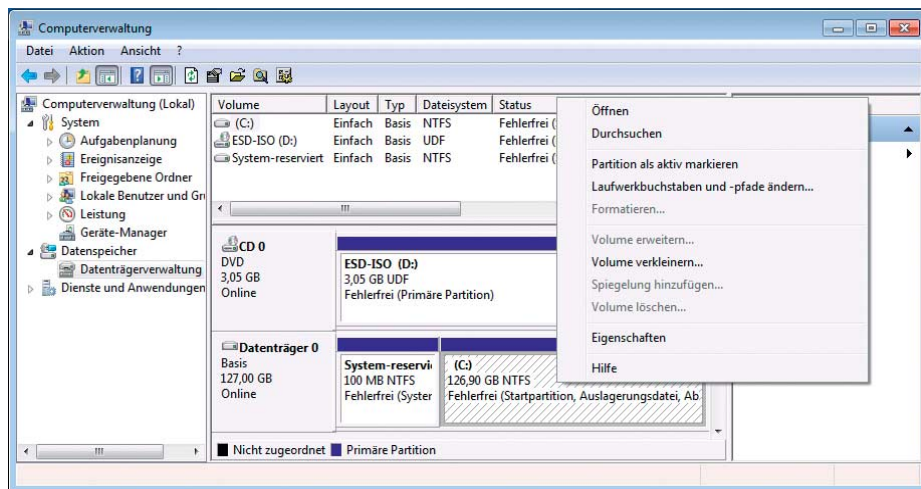 Computerverwaltung
Datei Aktion Ansicht ?
Computerverwaltung (Lokal)
System
Aufgabenplanung
Ereignisanzeige
Freigegebene Ordner
Lokale Benutzer und Gru
Leistung
Geräte-Manager
Datenspeicher
Datenträgerverwaltung
Dienste und Anwendungen
Volume Layout Typ Dateisystem Status
(C:) Einfach Basis NTFS Fehlerfrei (
ESD-ISO (D:) Einfach Basis UDF Fehlerfrei (
System-reserviert Einfach Basis NTFS Fehlerfrei (
CD 0
DVD
3,05 GB
Online
ESD-ISO (D:)
3,05 GB UDF
Fehlerfrei (Primäre Partition)
Datenträger 0
Basis
127,00 GB
Online
System-reservi
100 MB NTFS
Fehlerfrei (Syster
(C:)
126,90 GB NTFS
Fehlerfrei (Startpartition, Auslagerungsdatei, Ab
Nicht zugeordnet Primäre Partition
Öffnen
Durchsuchen
Partition als aktiv markieren
Laufwerkbuchstaben und -pfade ändern...
Formatieren...
Volume erweitern...
Volume verkleinern...
Spiegelung hinzufügen...
Volume löschen...
Eigenschaften
Hilfe